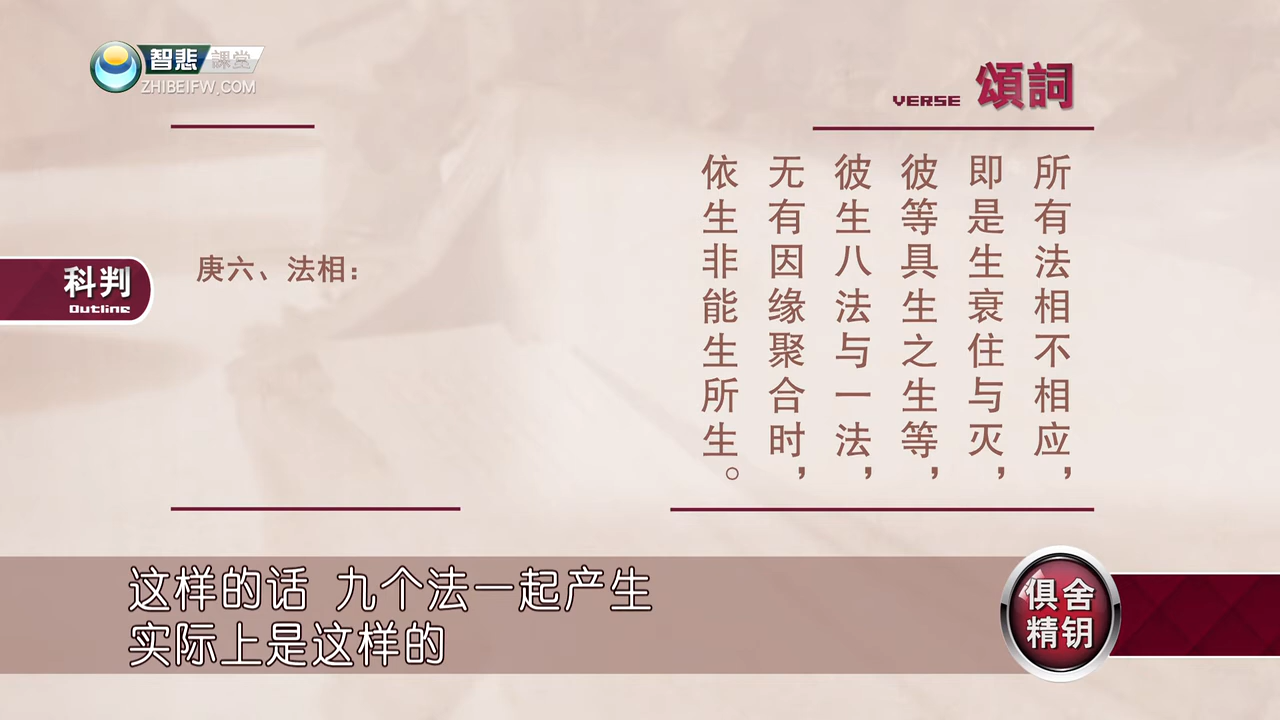 智悲課堂
ZHIBEIFW.COM
VERSE 頌詞
所有法相不相应，
即是生衰住与灭，
彼等具生之生等，
彼生八法与一法，
无有因缘聚合时，
依生非能生所生。
科判
Outline
庚六、法相：
这样的话 九个法一起产生
实际上是这样的
俱舍
精钥